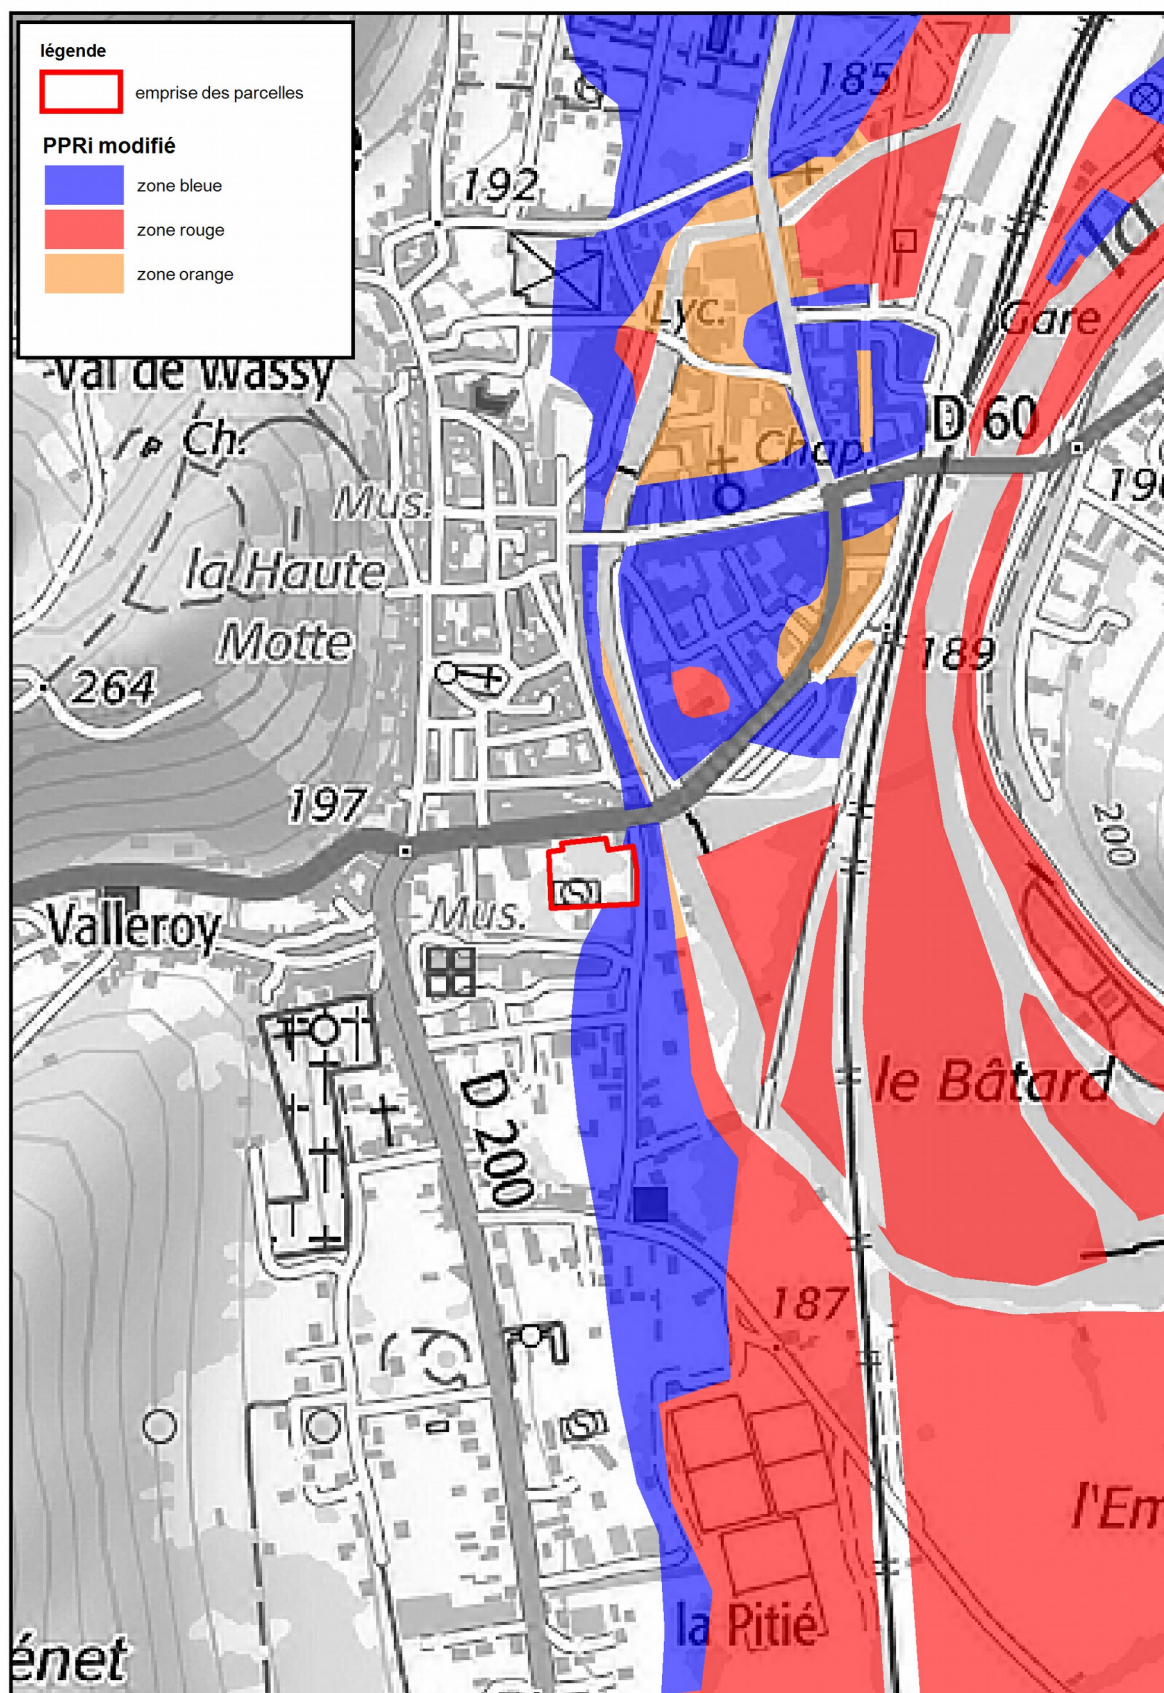 légende
emprise des parcelles
PPRi modifié
zone bleue
zone rouge
zone orange
185
192
Lyc.
Gare
Val de Wassy
D 60
Ch.
Chap.
190
Mus.
la Haute
Motte
189
264
197
200
Mus.
Valleroy
le Bâtard
D 200
187
l'Em
la Pitié
énet